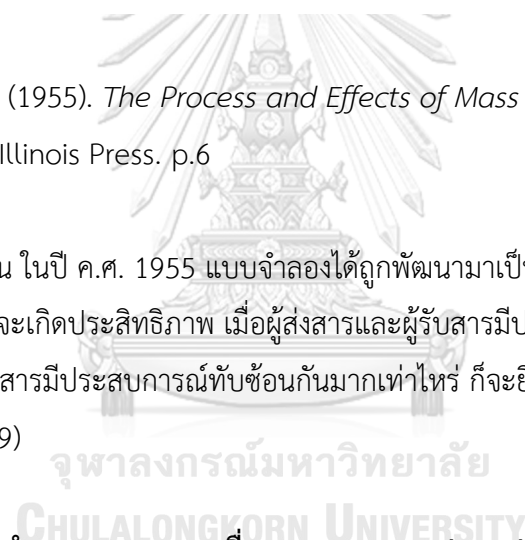 (1955). The Process and Effects of Mass
Illinois Press. p.6
น ในปี ค.ศ. 1955 แบบจำลองได้ถูกพัฒนามาเป็น
จะเกิดประสิทธิภาพ เมื่อผู้ส่งสารและผู้รับสารมีป
สารมีประสบการณ์ทับซ้อนกันมากเท่าไหร่ ก็จะยิ
9)
จุฬาลงกรณ์มหาวิทยาลัย
CHULALONGKORN UNIVERSITY